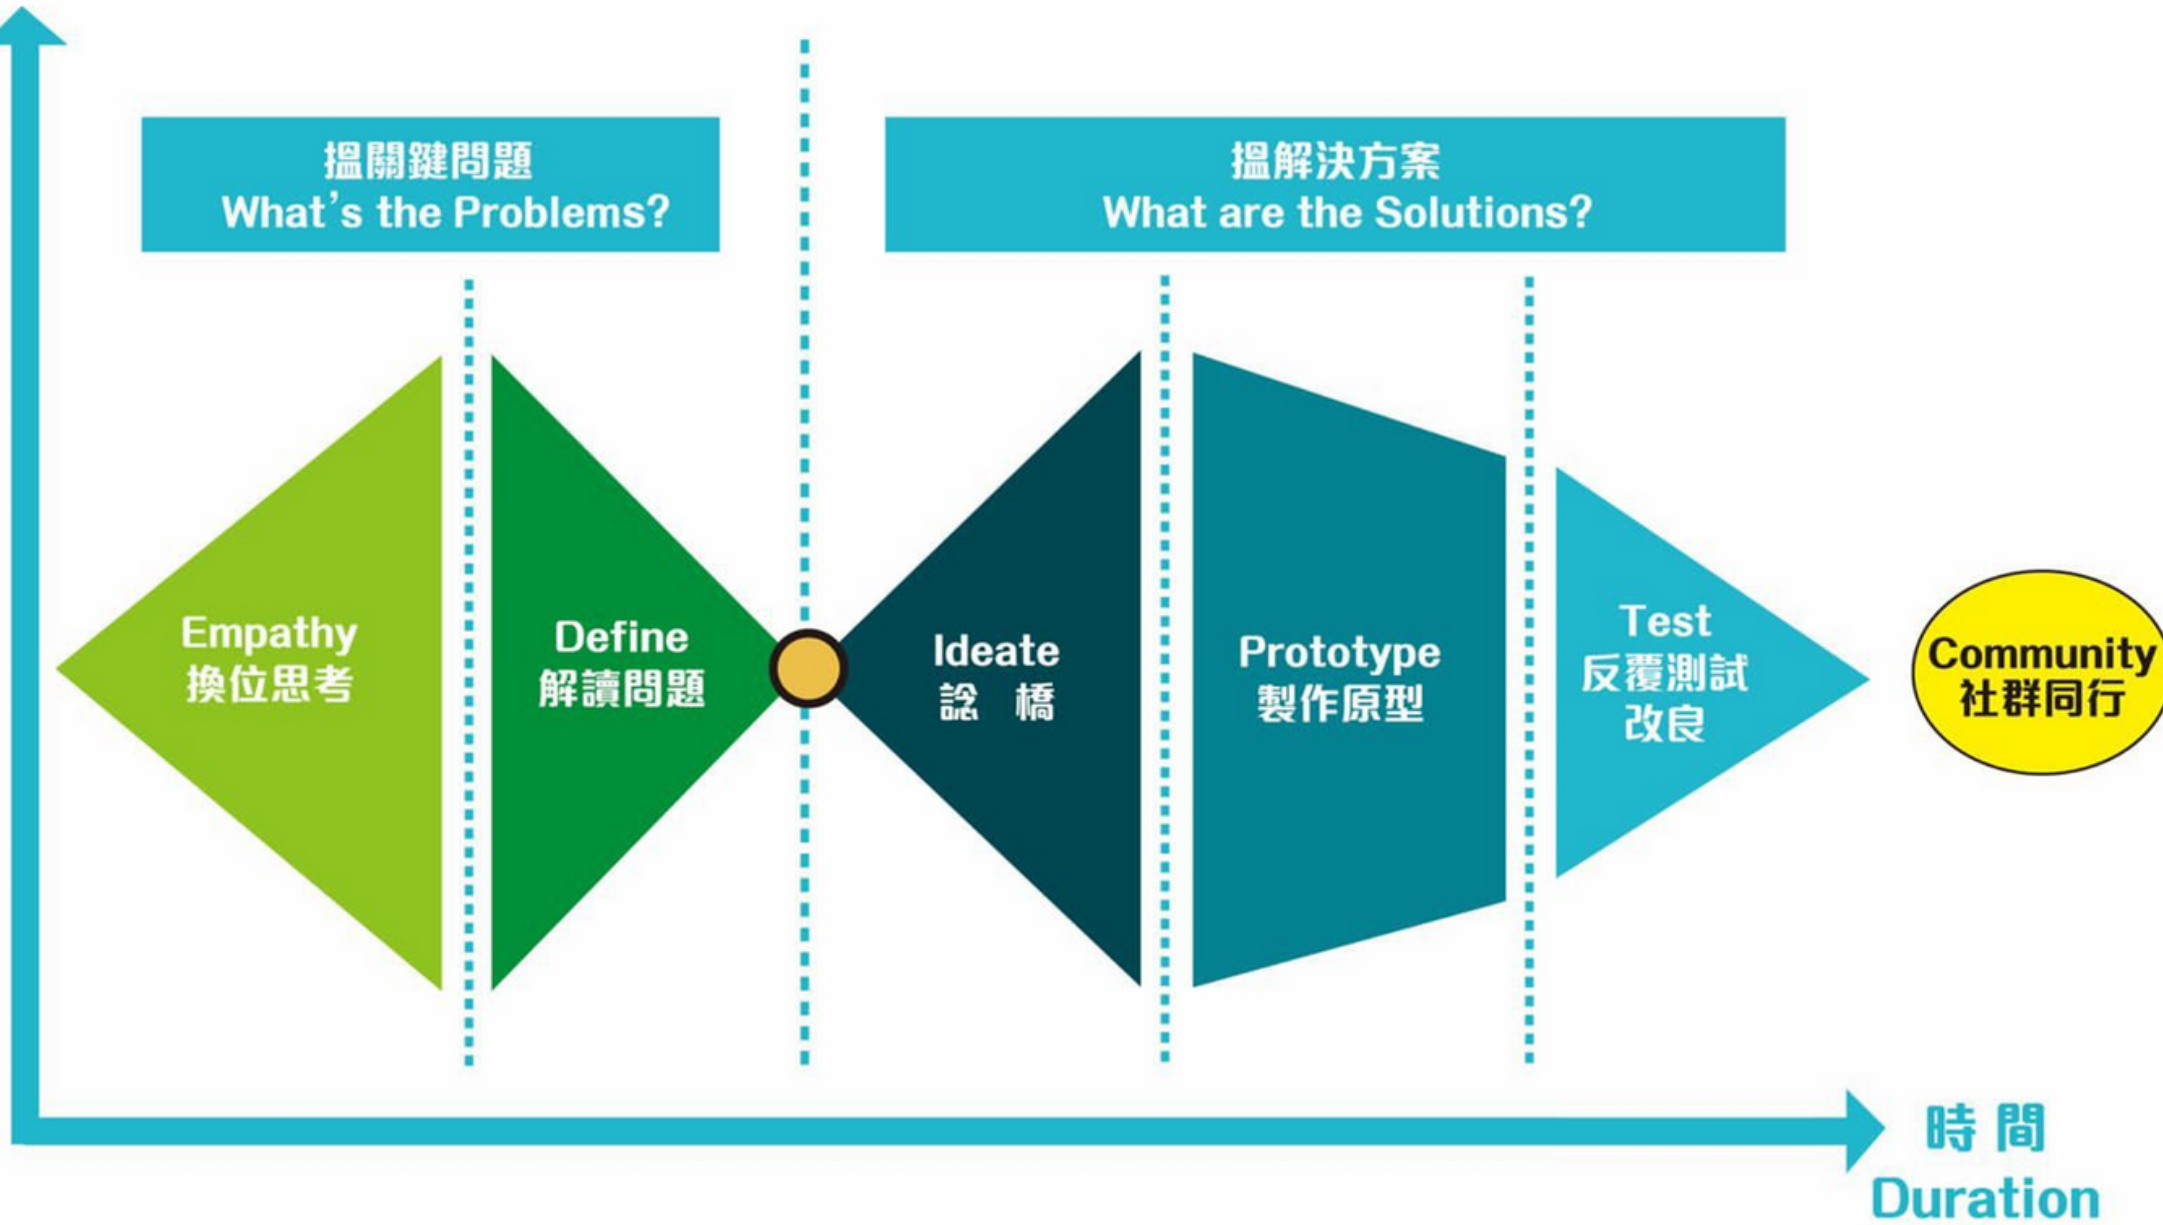 搵關鍵問題
What's the Problems?
搵解決方案
What are the Solutions?
Empathy
換位思考
Define
解讀問題
Ideate
諗 橋
Prototype
製作原型
Test
反覆測試
改良
Community
社群同行
時間
Duration